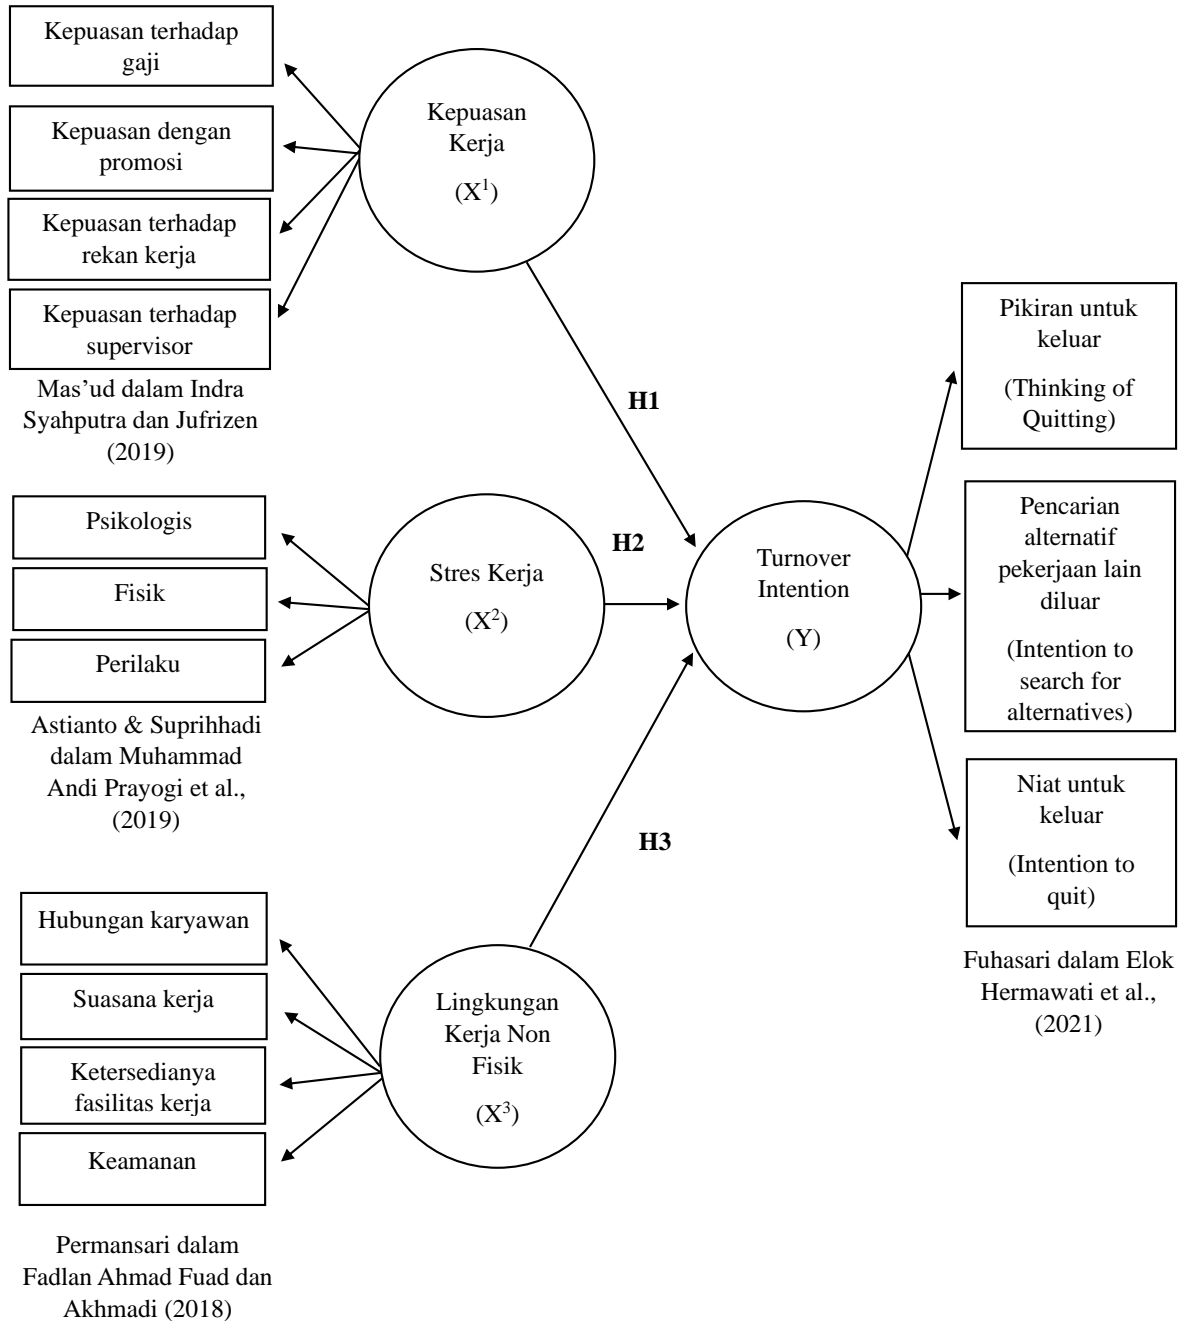 Kepuasan terhadap
gaji
Kepuasan dengan
promosi
Kepuasan terhadap
rekan kerja
Kepuasan terhadap
supervisor
Mas’ud dalam Indra
Syahputra dan Jufrizen
(2019)
Kepuasan
Kerja
(X¹)
H1
Psikologis
Fisik
Perilaku
Astianto & Suprihhadi
dalam Muhammad
Andi Prayogi et al.,
(2019)
Stres Kerja
(X²)
H2
Hubungan karyawan
Suasana kerja
Ketersedianya
fasilitas kerja
Keamanan
Permansari dalam
Fadlan Ahmad Fuad dan
Akhmadi (2018)
Lingkungan
Kerja Non
Fisik
(X³)
H3
Turnover
Intention
(Y)
Pikiran untuk
keluar
(Thinking of
Quitting)
Pencarian
alternatif
pekerjaan lain
diluar
(Intention to
search for
alternatives)
Niat untuk
keluar
(Intention to
quit)
Fuhasari dalam Elok
Hermawati et al.,
(2021)